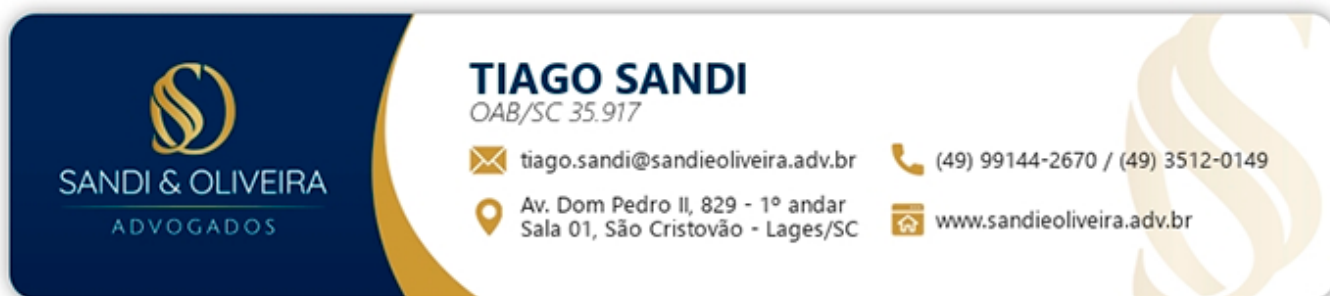 SANDI & OLIVEIRA
ADVOGADOS
TIAGO SANDI
OAB/SC 35.917
tiago.sandi@sandieoliveira.adv.br
(49) 99144-2670 / (49) 3512-0149
Av. Dom Pedro II, 829 - 1º andar
Sala 01, São Cristovão - Lages/SC
www.sandieoliveira.adv.br